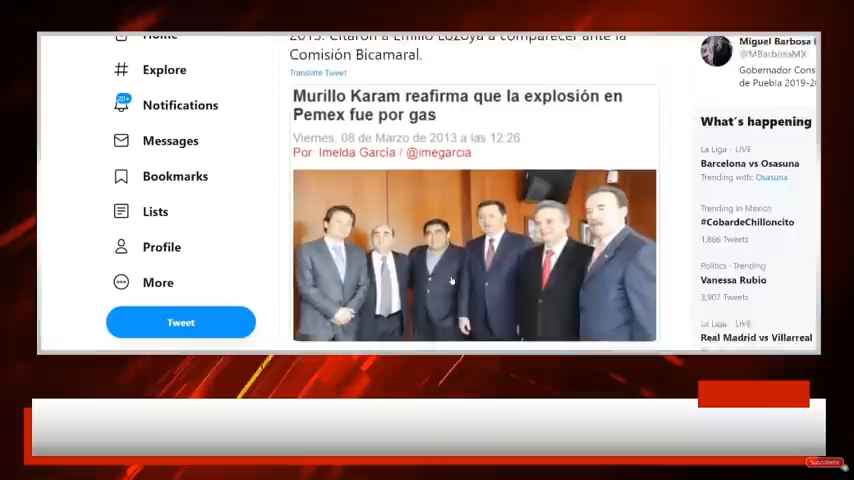 Home
Explore
20+
Notifications
Messages
Bookmarks
Lists
Profile
More
Tweet
2013. Citaron a Emilio Lozoya a comparecer ante la
Comisión Bicamaral.
Translate Tweet
Murillo Karam reafirma que la explosión en
Pemex fue por gas
Viernes, 08 de Marzo de 2013 a las 12:26
Por: Imelda García / @imegarcia
Miguel Barbosa
@MBarbosaMX
Gobernador Cons
de Puebla 2019-2
What's happening
La Liga · LIVE
Barcelona vs Osasuna
Trending with: Osasuna
Trending in Mexico
#CobardeChilloncito
1,866 Tweets
Politics · Trending
Vanessa Rubio
3,907 Tweets
La Liga · LIVE
Real Madrid vs Villarreal
Suscríbete